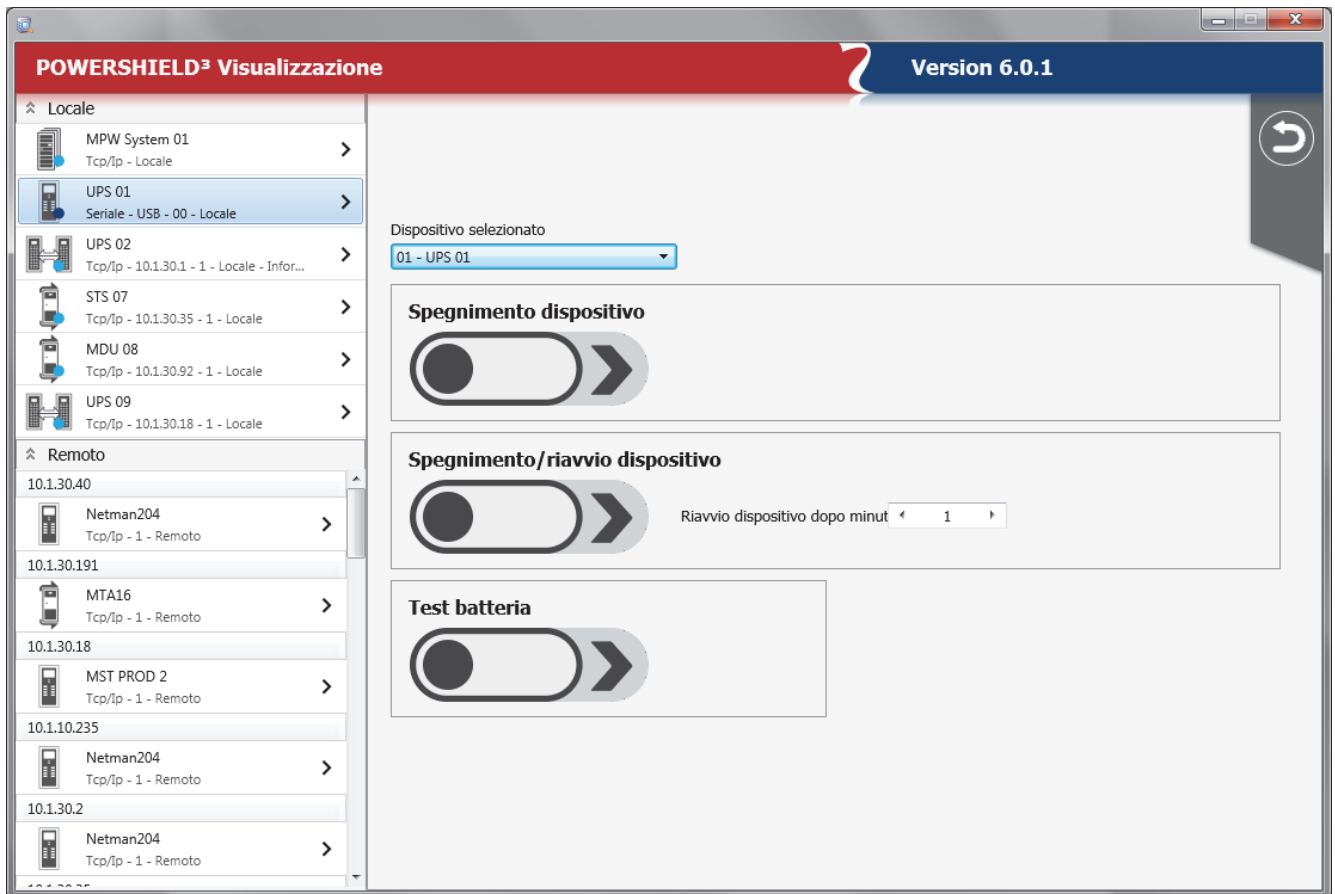 POWERSHIELD³ Visualizzazione
Version 6.0.1
Locale
MPW System 01
Tcp/Ip - Locale
UPS 01
Seriale - USB - 00 - Locale
UPS 02
Tcp/Ip - 10.1.30.1 - 1 - Locale - Infor...
STS 07
Tcp/Ip - 10.1.30.35 - 1 - Locale
MDU 08
Tcp/Ip - 10.1.30.92 - 1 - Locale
UPS 09
Tcp/Ip - 10.1.30.18 - 1 - Locale
Remoto
10.1.30.40
Netman204
Tcp/Ip - 1 - Remoto
10.1.30.191
MTA16
Tcp/Ip - 1 - Remoto
10.1.30.18
MST PROD 2
Tcp/Ip - 1 - Remoto
10.1.10.235
Netman204
Tcp/Ip - 1 - Remoto
10.1.30.2
Netman204
Tcp/Ip - 1 - Remoto
Dispositivo selezionato
01 - UPS 01
Spegnimento dispositivo
Spegnimento/riavvio dispositivo
Riavvio dispositivo dopo minut 1
Test batteria